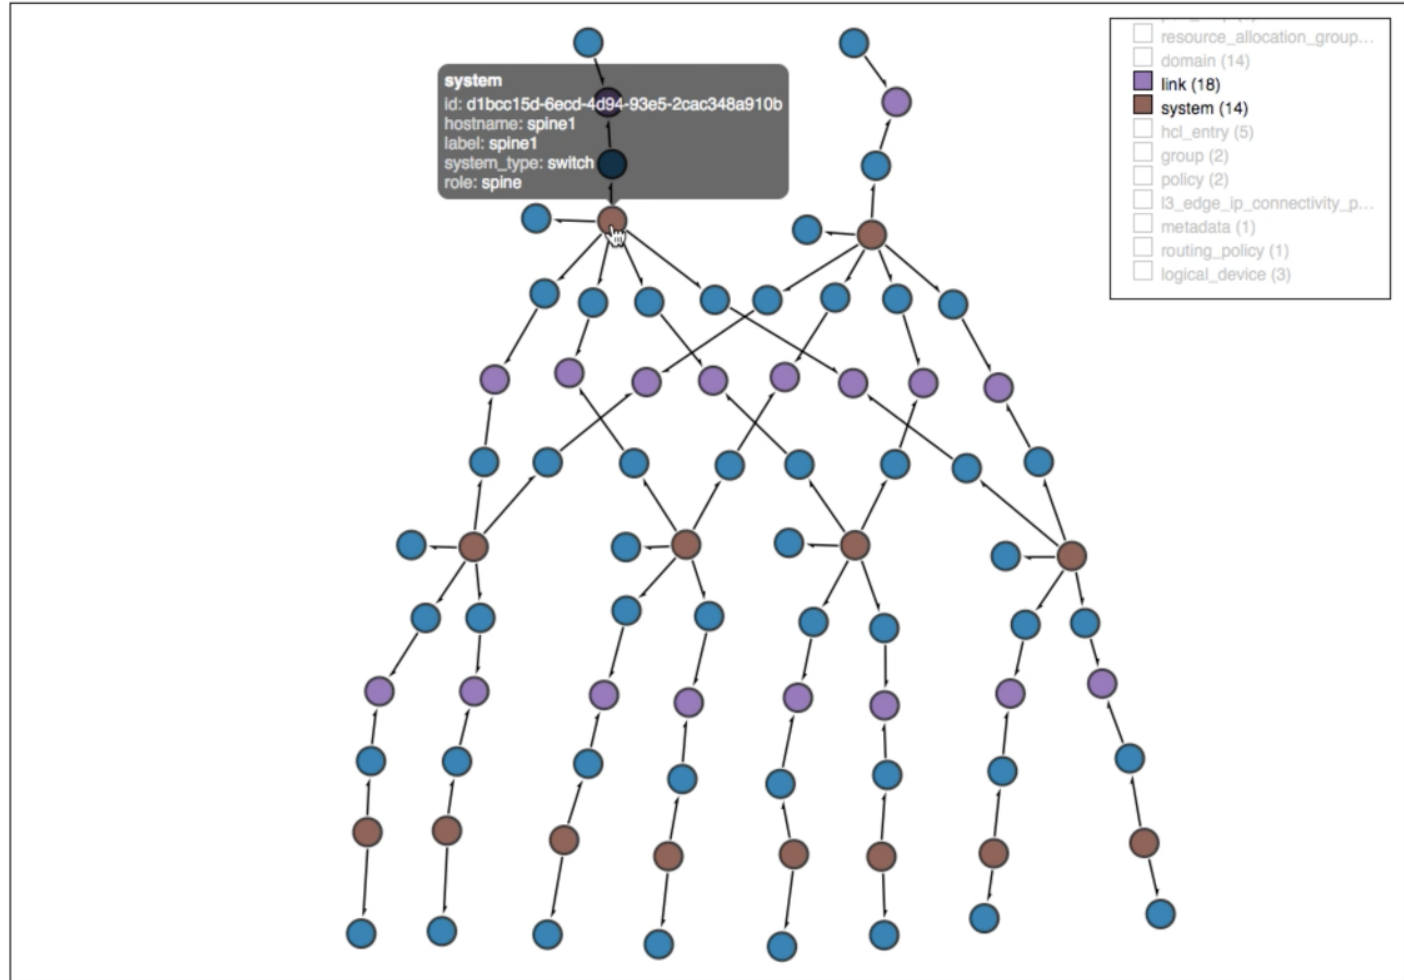 system
id: d1bcc15d-6ecd-4d94-93e5-2cac348a910b
hostname: spine1
label: spine1
system_type: switch
role: spine
resource_allocation_group…
domain (14)
link (18)
system (14)
hcl_entry (5)
group (2)
policy (2)
l3_edge_ip_connectivity_p…
metadata (1)
routing_policy (1)
logical_device (3)